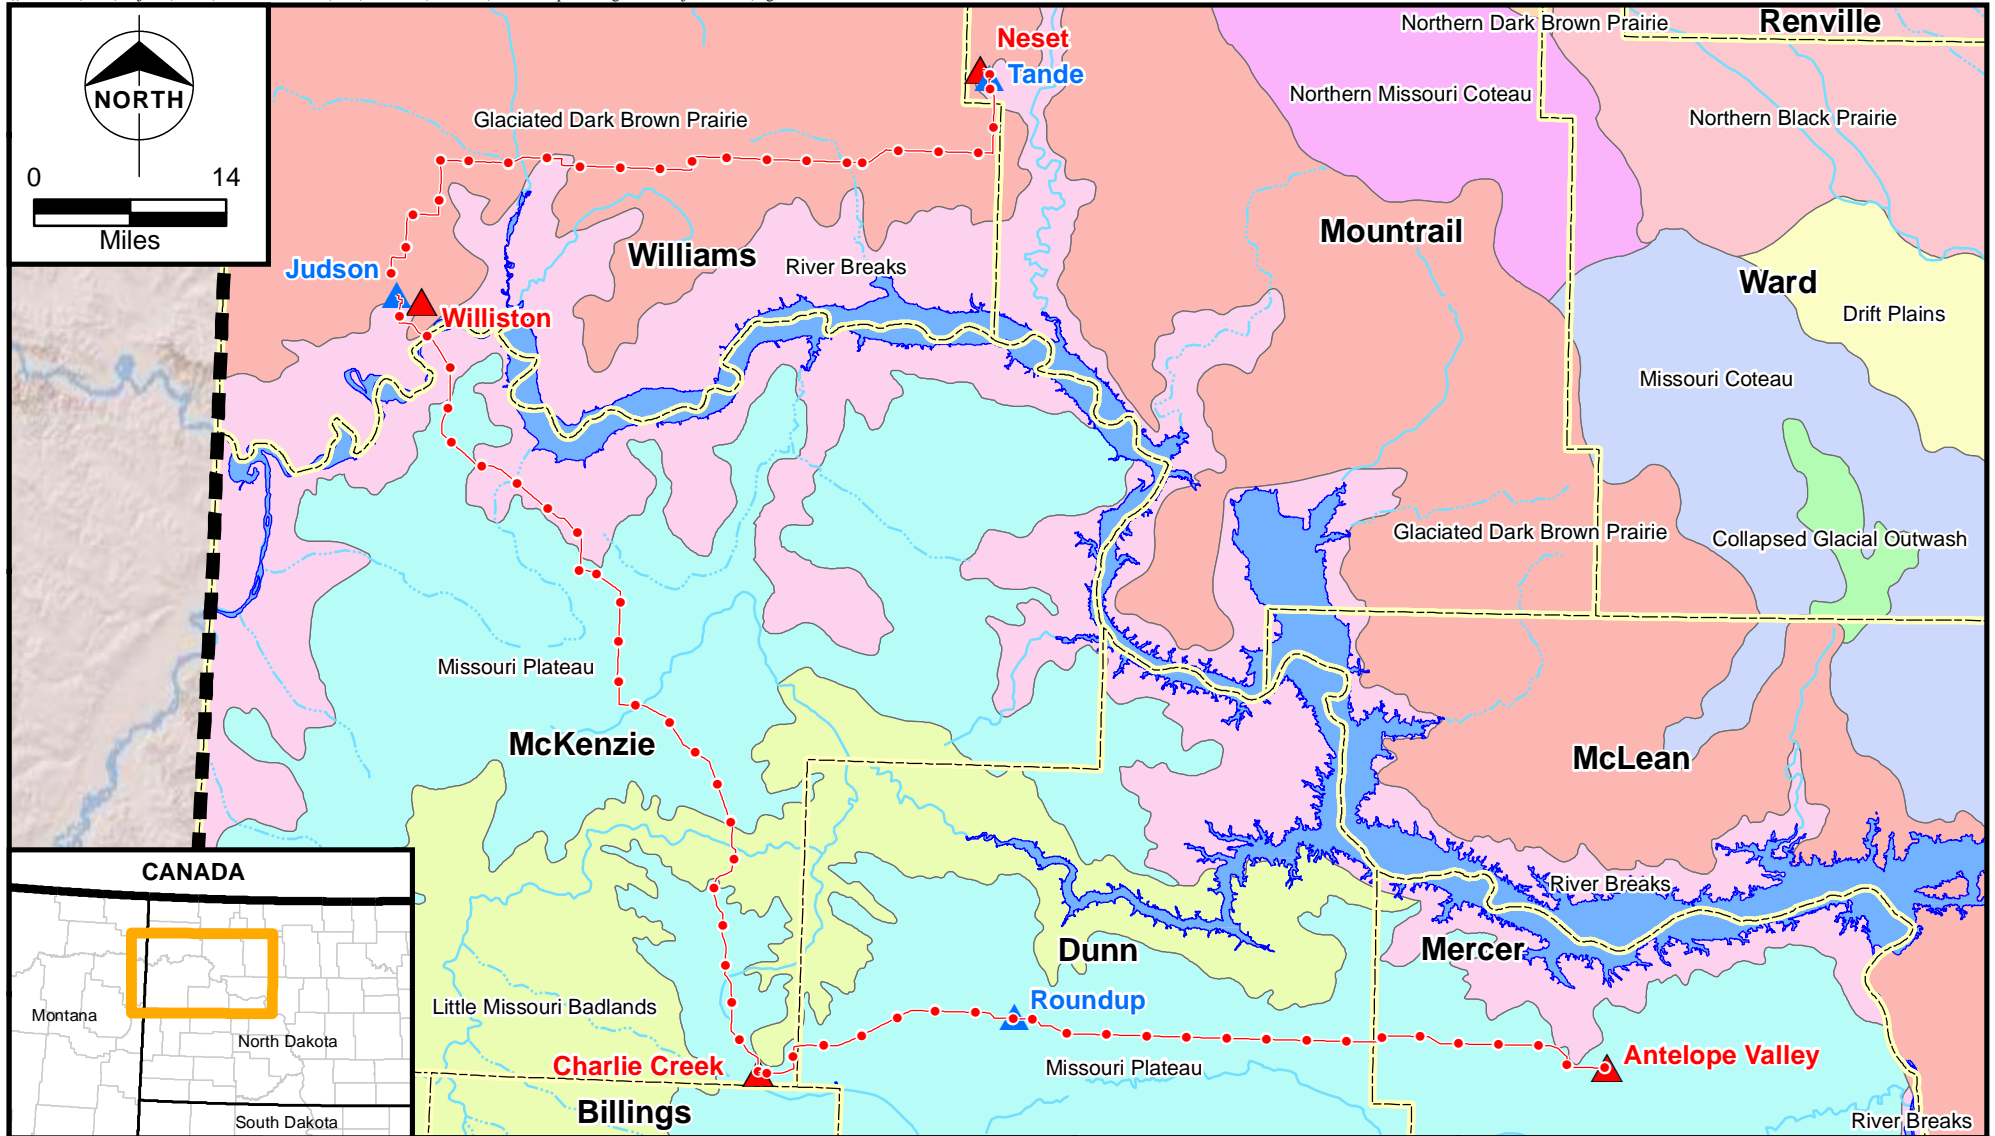 Northern Dark Brown Prairie
Renville
Neset
Tande
NORTH
0
14
Miles
Glaciated Dark Brown Prairie
Northern Missouri Coteau
Northern Black Prairie
Mountrail
Williams
River Breaks
Judson
Williston
Ward
Drift Plains
Missouri Coteau
Glaciated Dark Brown Prairie
Collapsed Glacial Outwash
Missouri Plateau
McKenzie
McLean
CANADA
Montana
North Dakota
South Dakota
River Breaks
Dunn
Mercer
Little Missouri Badlands
Roundup
Charlie Creek
Missouri Plateau
Antelope Valley
Billings
River Breaks